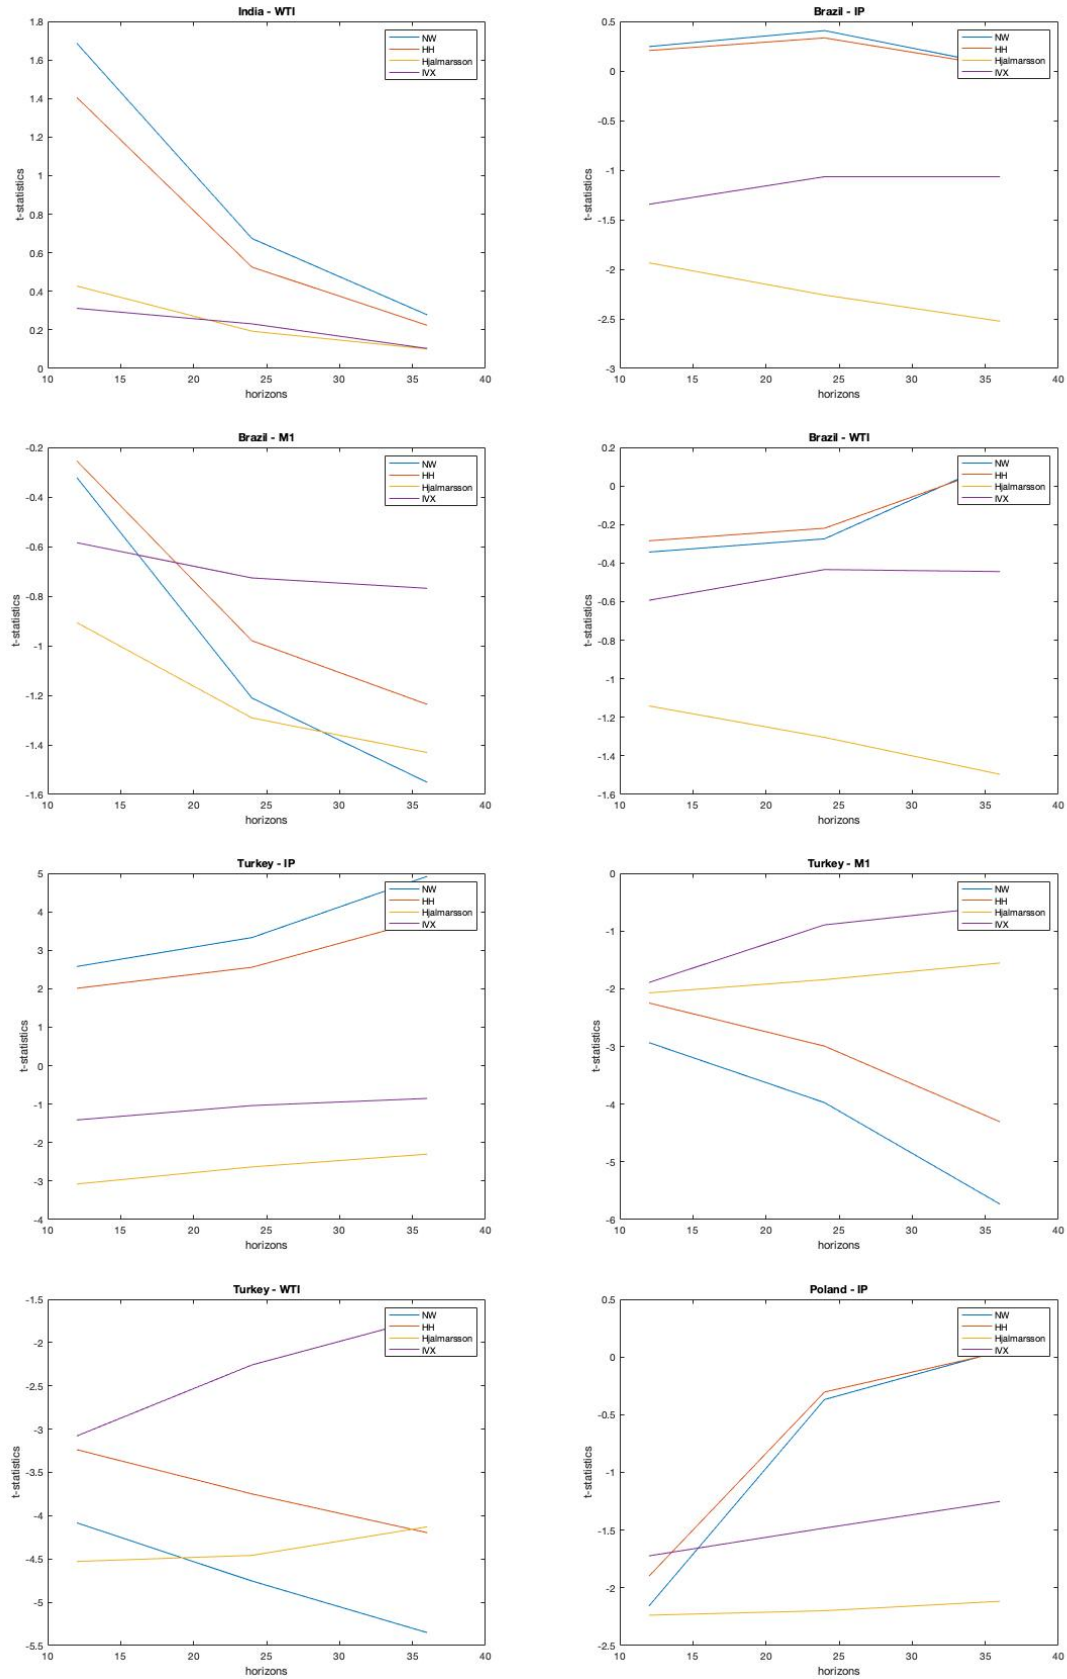 India - WTI
1.8
1.6
1.4
1.2
1
0.8
0.6
0.4
0.2
0
t-statistics
10 15 20 25 30 35 40
horizons
NW
HH
Hjalmarsson
IVX
Brazil - IP
0.5
0
-0.5
-1
-1.5
-2
-2.5
-3
t-statistics
10 15 20 25 30 35 40
horizons
NW
HH
Hjalmarsson
IVX
Brazil - M1
-0.2
-0.4
-0.6
-0.8
-1
-1.2
-1.4
-1.6
t-statistics
10 15 20 25 30 35 40
horizons
NW
HH
Hjalmarsson
IVX
Brazil - WTI
0.2
0
-0.2
-0.4
-0.6
-0.8
-1
-1.2
-1.4
-1.6
t-statistics
10 15 20 25 30 35 40
horizons
NW
HH
Hjalmarsson
IVX
Turkey - IP
5
4
3
2
1
0
-1
-2
-3
-4
t-statistics
10 15 20 25 30 35 40
horizons
NW
HH
Hjalmarsson
IVX
Turkey - M1
0
-1
-2
-3
-4
-5
-6
t-statistics
10 15 20 25 30 35 40
horizons
NW
HH
Hjalmarsson
IVX
Turkey - WTI
-1.5
-2
-2.5
-3
-3.5
-4
-4.5
-5
-5.5
t-statistics
10 15 20 25 30 35 40
horizons
NW
HH
Hjalmarsson
IVX
Poland - IP
0.5
0
-0.5
-1
-1.5
-2
-2.5
t-statistics
10 15 20 25 30 35 40
horizons
NW
HH
Hjalmarsson
IVX